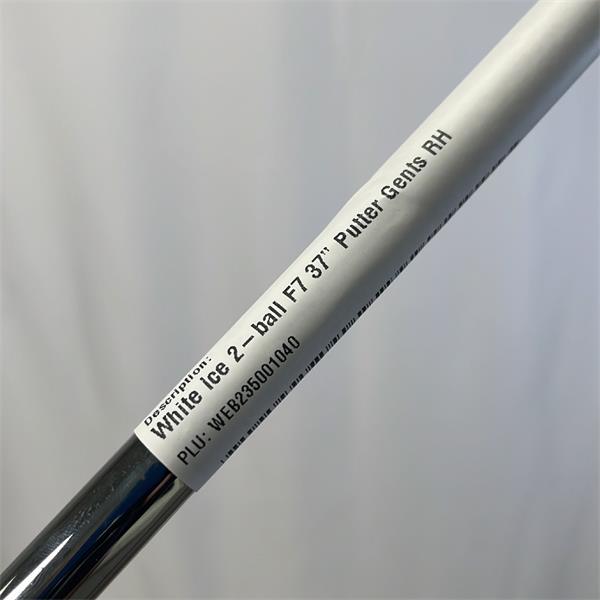 Description:
White ice 2-ball F7 37" Putter Gents RH
PLU: WEB235001040